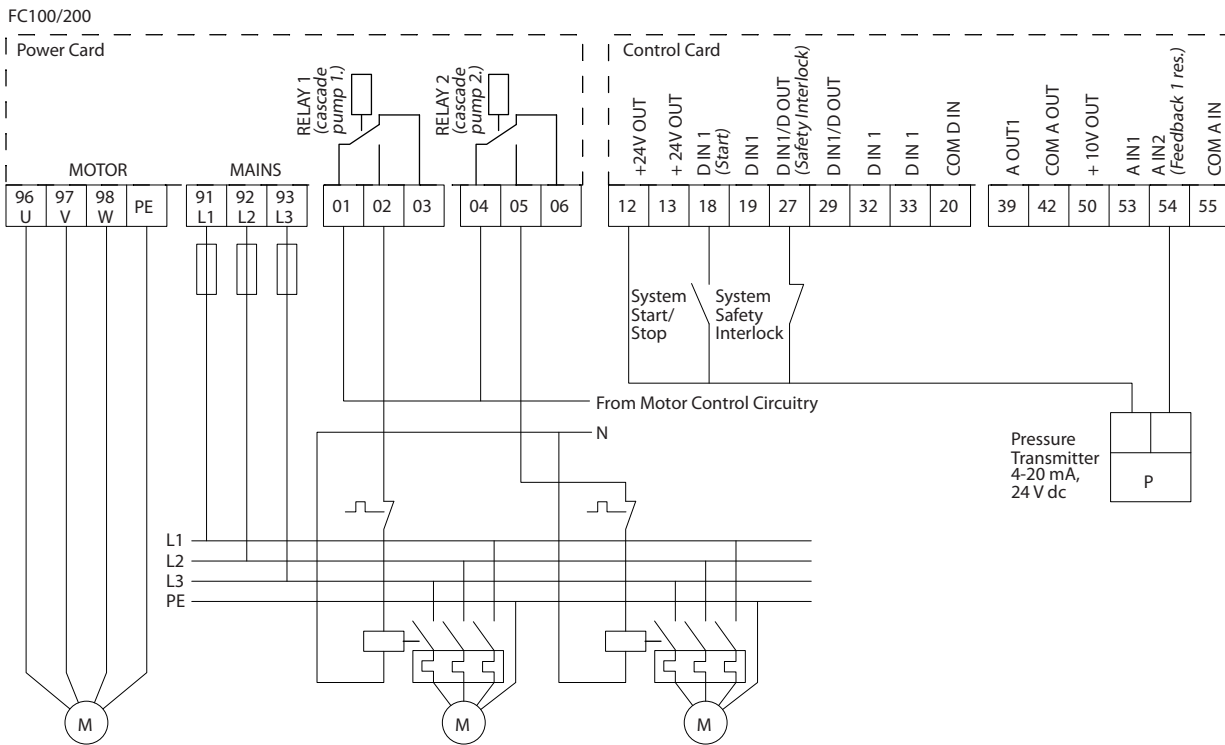 FC100/200
Power Card
Control Card
RELAY 1
(cascade
pump 1.)
RELAY 2
(cascade
pump 2.)
+24V OUT
+ 24V OUT
D IN 1
(Start)
D IN1
D IN1/D OUT
(Safety Interlock)
D IN1/D OUT
D IN 1
D IN 1
COM D IN
A OUT1
COM A OUT
+ 10V OUT
A IN1
A IN2
(Feedback 1 res.)
COM A IN
MOTOR
MAINS
96
U
97
V
98
W
PE
91
L1
92
L2
93
L3
01
02
03
04
05
06
12
13
18
19
27
29
32
33
20
39
42
50
53
54
55
System
Start/
Stop
System
Safety
Interlock
From Motor Control Circuitry
N
Pressure
Transmitter
4-20 mA,
24 V dc
P
L1
L2
L3
PE
M
M
M